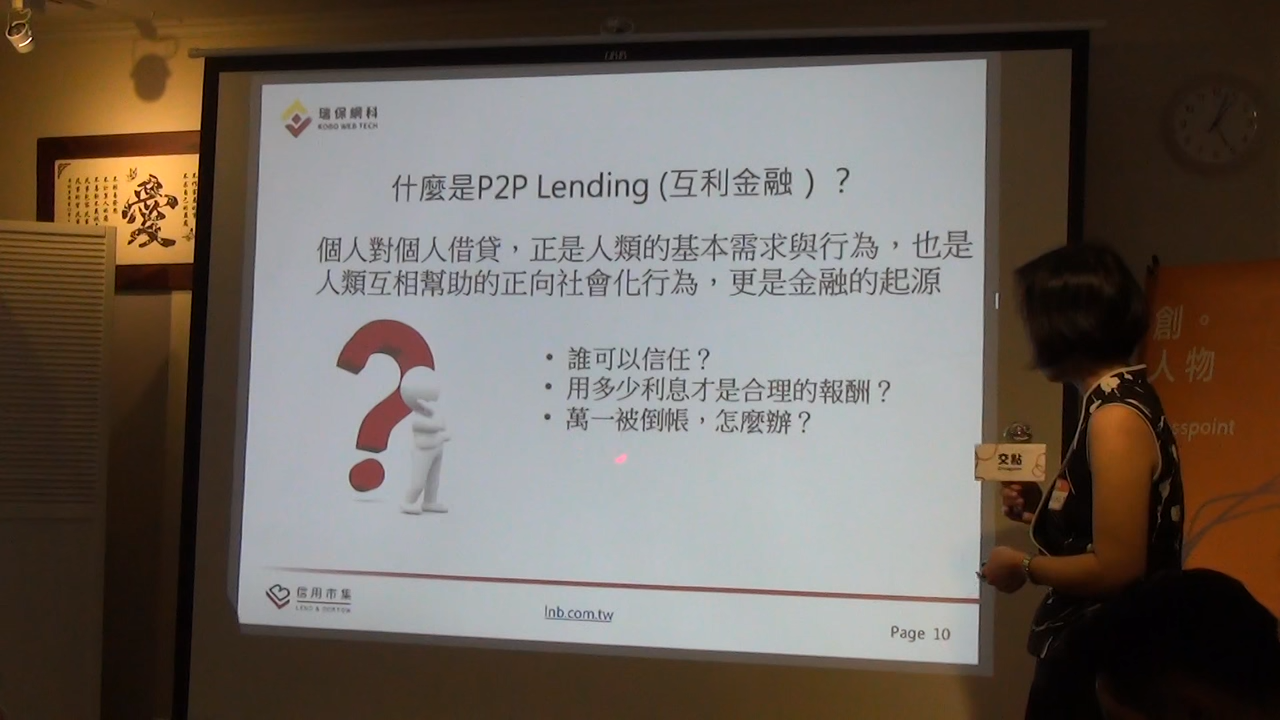 瑞保網科
KOBO WEB TECH
什麼是P2P Lending (互利金融)？
個人對個人借貸，正是人類的基本需求與行為，也是
人類互相幫助的正向社會化行為，更是金融的起源
• 誰可以信任？
• 用多少利息才是合理的報酬？
• 萬一被倒帳，怎麼辦？
信用市集
lnb.com.tw
Page 10
愛
創。
人物
sspoint
交點